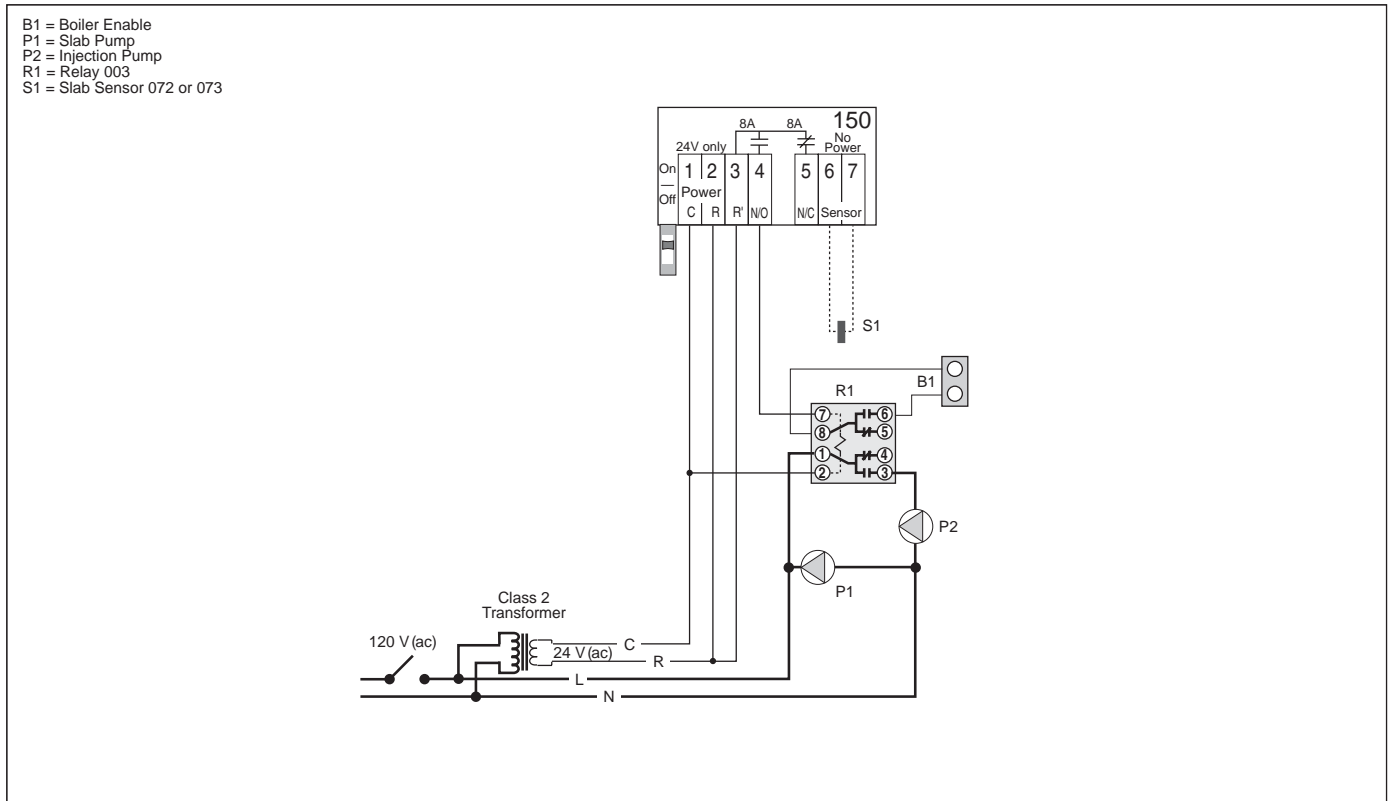 B1 = Boiler Enable
P1 = Slab Pump
P2 = Injection Pump
R1 = Relay 003
S1 = Slab Sensor 072 or 073
150
8A 8A
No
Power
24V only
On
Off
1 2 3 4 5 6 7
Power
C R R' N/O N/C Sensor
S1
B1
R1
7 6
8 5
1 4
2 3
P2
P1
Class 2
Transformer
120 V (ac)
C
24 V (ac)
R
L
N